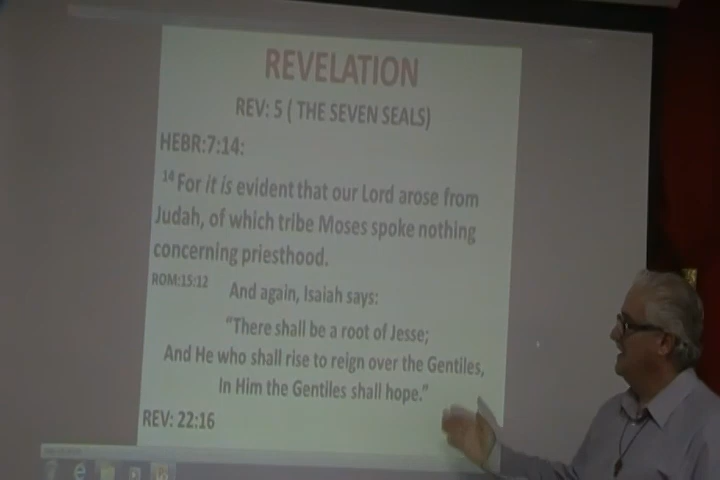 REVELATION
REV: 5 ( THE SEVEN SEALS)
HEBR:7:14:
14 For it is evident that our Lord arose from
Judah, of which tribe Moses spoke nothing
concerning priesthood.
ROM:15:12 And again, Isaiah says:
“There shall be a root of Jesse;
And He who shall rise to reign over the Gentiles,
In Him the Gentiles shall hope.”
REV: 22:16